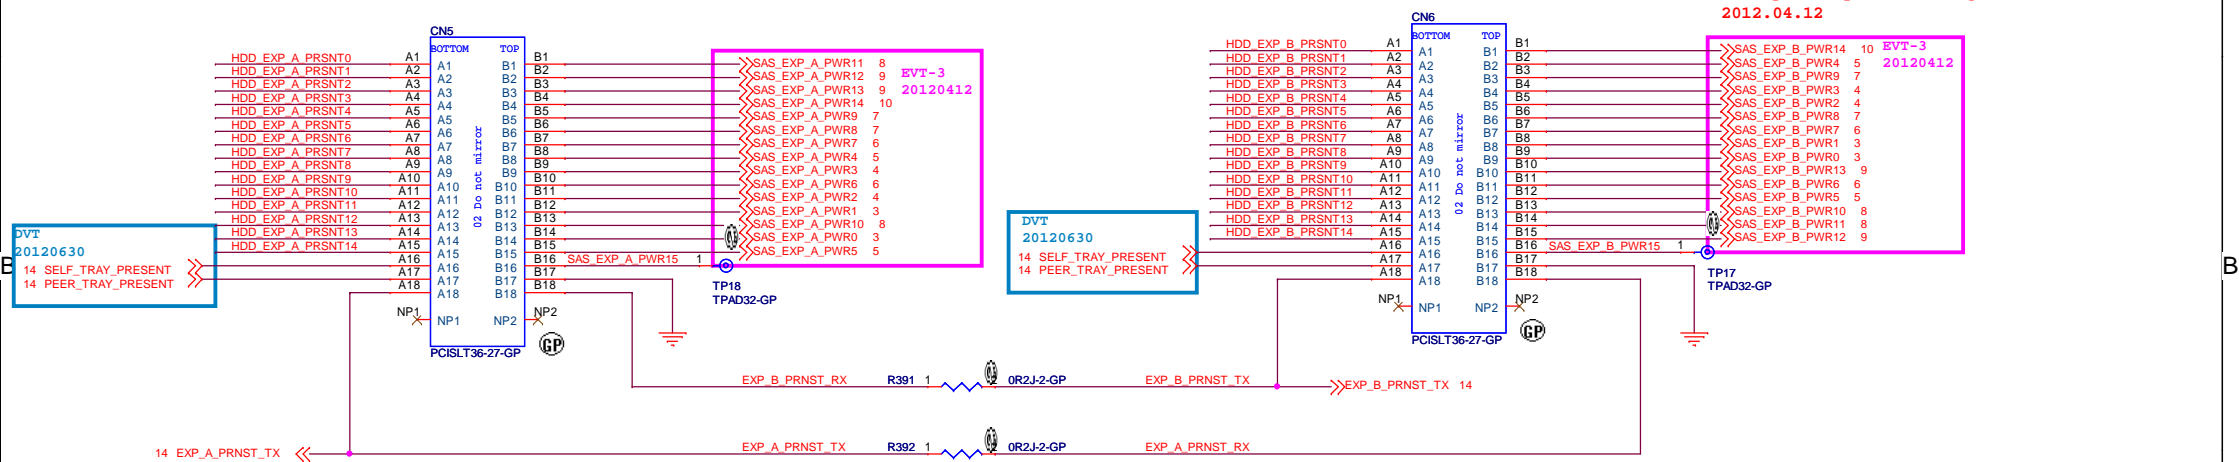 2012.04.12
CN5
BOTTOM TOP
HDD_EXP_A_PRSNT0 A1 A1 B1 B1 SAS_EXP_A_PWR11 8
HDD_EXP_A_PRSNT1 A2 A2 B2 B2 SAS_EXP_A_PWR12 9
HDD_EXP_A_PRSNT2 A3 A3 B3 B3 SAS_EXP_A_PWR13 9
HDD_EXP_A_PRSNT3 A4 A4 B4 B4 SAS_EXP_A_PWR14 10
HDD_EXP_A_PRSNT4 A5 A5 B5 B5 SAS_EXP_A_PWR9 7
HDD_EXP_A_PRSNT5 A6 A6 B6 B6 SAS_EXP_A_PWR8 7
HDD_EXP_A_PRSNT6 A7 A7 B7 B7 SAS_EXP_A_PWR7 6
HDD_EXP_A_PRSNT7 A8 A8 B8 B8 SAS_EXP_A_PWR4 5
HDD_EXP_A_PRSNT8 A9 A9 B9 B9 SAS_EXP_A_PWR3 4
HDD_EXP_A_PRSNT9 A10 A10 B10 B10 SAS_EXP_A_PWR6 6
HDD_EXP_A_PRSNT10 A11 A11 B11 B11 SAS_EXP_A_PWR2 4
HDD_EXP_A_PRSNT11 A12 A12 B12 B12 SAS_EXP_A_PWR1 3
HDD_EXP_A_PRSNT12 A13 A13 B13 B13 SAS_EXP_A_PWR10 8
HDD_EXP_A_PRSNT13 A14 A14 B14 B14 SAS_EXP_A_PWR0 3
HDD_EXP_A_PRSNT14 A15 A15 B15 B15 SAS_EXP_A_PWR5 5
A16 A16 B16 B16 SAS_EXP_A_PWR15 1
A17 A17 B17 B17
A18 A18 B18 B18
02 Do not mirror
EVT-3
20120412
DVT
20120630
14 SELF_TRAY_PRESENT
14 PEER_TRAY_PRESENT
B
NP1 NP1 NP2 NP2
GP
PCISLT36-27-GP
TP18
TPAD32-GP
CN6
BOTTOM TOP
HDD_EXP_B_PRSNT0 A1 A1 B1 B1 SAS_EXP_B_PWR14 10
HDD_EXP_B_PRSNT1 A2 A2 B2 B2 SAS_EXP_B_PWR4 5
HDD_EXP_B_PRSNT2 A3 A3 B3 B3 SAS_EXP_B_PWR9 7
HDD_EXP_B_PRSNT3 A4 A4 B4 B4 SAS_EXP_B_PWR3 4
HDD_EXP_B_PRSNT4 A5 A5 B5 B5 SAS_EXP_B_PWR2 4
HDD_EXP_B_PRSNT5 A6 A6 B6 B6 SAS_EXP_B_PWR8 7
HDD_EXP_B_PRSNT6 A7 A7 B7 B7 SAS_EXP_B_PWR7 6
HDD_EXP_B_PRSNT7 A8 A8 B8 B8 SAS_EXP_B_PWR1 3
HDD_EXP_B_PRSNT8 A9 A9 B9 B9 SAS_EXP_B_PWR0 3
HDD_EXP_B_PRSNT9 A10 A10 B10 B10 SAS_EXP_B_PWR13 9
HDD_EXP_B_PRSNT10 A11 A11 B11 B11 SAS_EXP_B_PWR6 6
HDD_EXP_B_PRSNT11 A12 A12 B12 B12 SAS_EXP_B_PWR5 5
HDD_EXP_B_PRSNT12 A13 A13 B13 B13 SAS_EXP_B_PWR10 8
HDD_EXP_B_PRSNT13 A14 A14 B14 B14 SAS_EXP_B_PWR11 8
HDD_EXP_B_PRSNT14 A15 A15 B15 B15 SAS_EXP_B_PWR12 9
A16 A16 B16 B16 SAS_EXP_B_PWR15 1
A17 A17 B17 B17
A18 A18 B18 B18
02 Do not mirror
EVT-3
20120412
DVT
20120630
14 SELF_TRAY_PRESENT
14 PEER_TRAY_PRESENT
NP1 NP1 NP2 NP2
GP
PCISLT36-27-GP
TP17
TPAD32-GP
B
EXP_B_PRNST_RX R391 1 0R2J-2-GP EXP_B_PRNST_TX EXP_B_PRNST_TX 14
14 EXP_A_PRNST_TX EXP_A_PRNST_TX R392 1 0R2J-2-GP EXP_A_PRNST_RX